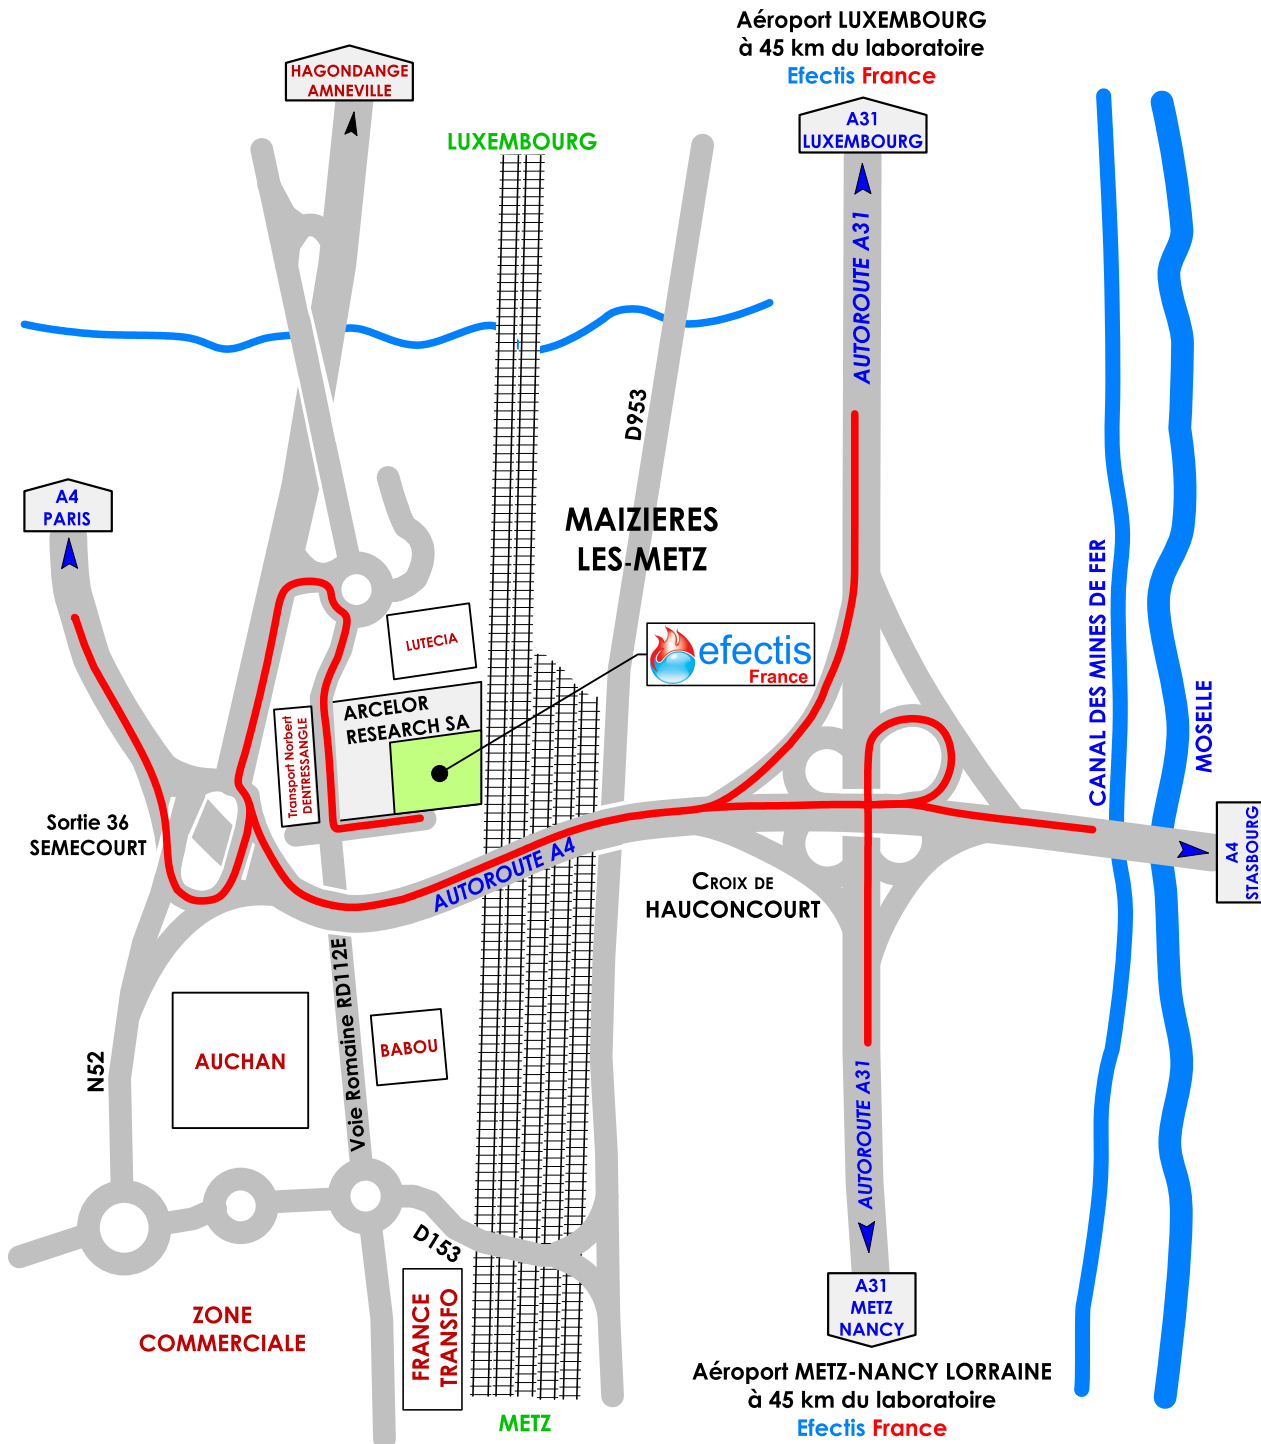 Aéroport LUXEMBOURG
à 45 km du laboratoire
Efectis France
HAGONDANGE
AMNEVILLE
A31
LUXEMBOURG
LUXEMBOURG
AUTOROUTE A31
D953
A4
PARIS
MAIZIERES
LES-METZ
CANAL DES MINES DE FER
LUTECIA
efectis
France
MOSELLE
ARCELOR
RESEARCH SA
Transport Norbert
DENTRESSANGLE
Sortie 36
SEMECOURT
AUTOROUTE A4
A4
STASBOURG
CROIX DE
HAUCONCOURT
Voie Romaine RD112E
N52
AUCHAN
BABOU
AUTOROUTE A31
D153
ZONE
COMMERCIALE
FRANCE
TRANSFO
A31
METZ
NANCY
Aéroport METZ-NANCY LORRAINE
à 45 km du laboratoire
Efectis France
METZ